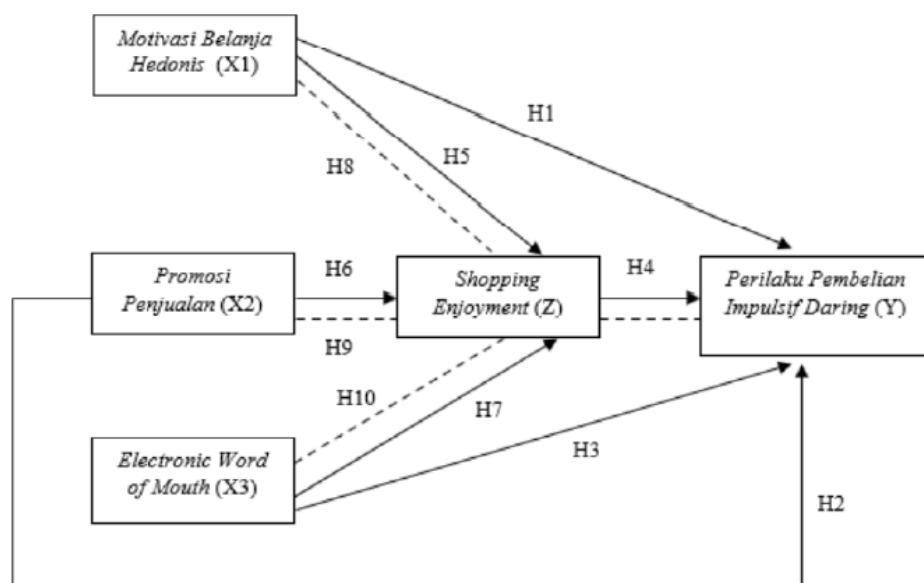 Motivasi Belanja
Hedonis (X1)
H1
H5
H8
Promosi
Penjualan (X2)
H6
Shopping
Enjoyment (Z)
H4
Perilaku Pembelian
Impulsif Daring (Y)
H9
H10
H7
H3
Electronic Word
of Mouth (X3)
H2